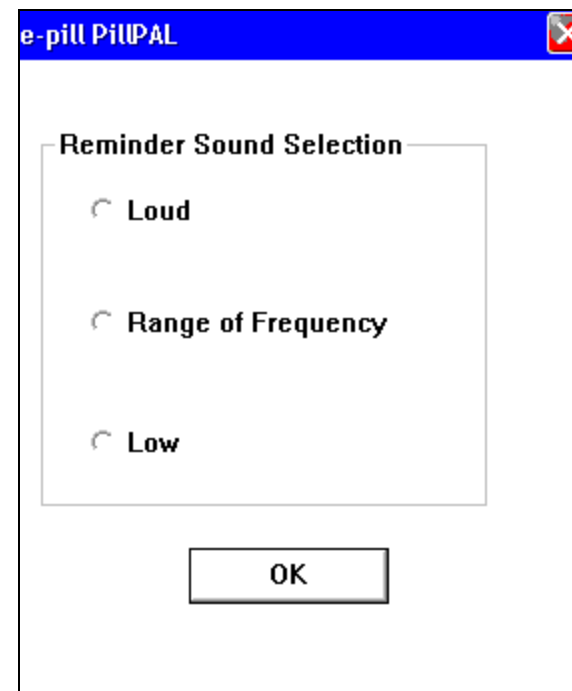 e-pill PillPAL
Reminder Sound Selection
Loud
Range of Frequency
Low
OK